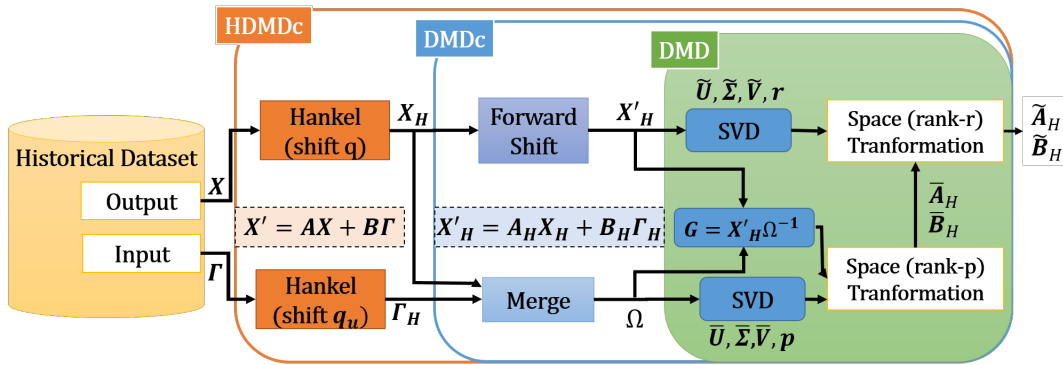 HDMDc
DMDc
DMD
Historical Dataset
Output
Input
X
Γ
Hankel
(shift q)
X_H
Forward
Shift
X'_H
Ũ, Σ̃, Ṽ, r
SVD
Space (rank-r)
Tranformation
Ã_H
B̃_H
X' = AX + BΓ
X'_H = A_H X_H + B_H Γ_H
G = X'_H Ω⁻¹
A̅_H
B̅_H
Hankel
(shift q_u)
Γ_H
Merge
Ω
SVD
U̅, Σ̅, V̅, p
Space (rank-p)
Tranformation